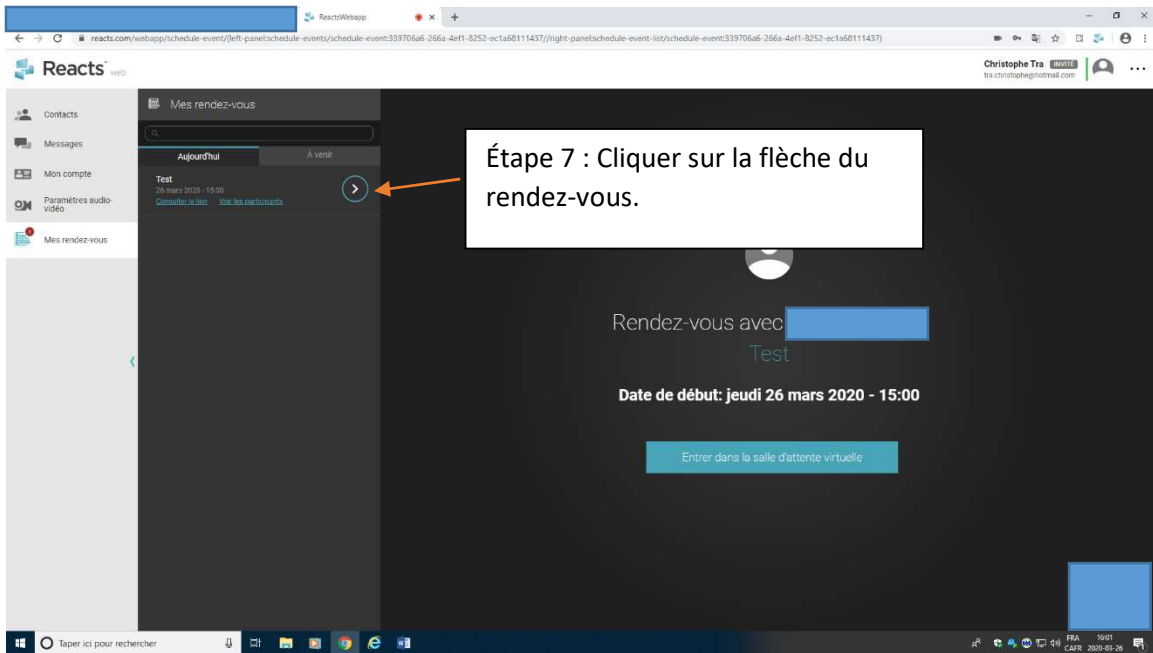 ReactsWebapp
reacts.com/webapp/schedule-event/(left-panel:schedule-events/schedule-event:339706a6-266a-4ef1-8252-ec1a68111437//right-panel:schedule-event-list/schedule-event:339706a6-266a-4ef1-8252-ec1a68111437)
Reacts web
Christophe Tra INVITÉ
tra.christophe@hotmail.com
Contacts
Messages
Mon compte
Paramètres audio-
vidéo
Mes rendez-vous
Mes rendez-vous
Aujourd'hui
À venir
Test
26 mars 2020 - 15:00
Consulter le lien Voir les participants
Étape 7 : Cliquer sur la flèche du
rendez-vous.
Rendez-vous avec
Test
Date de début: jeudi 26 mars 2020 - 15:00
Entrer dans la salle d'attente virtuelle
Taper ici pour rechercher
FRA 16:01
CAFR 2020-03-26